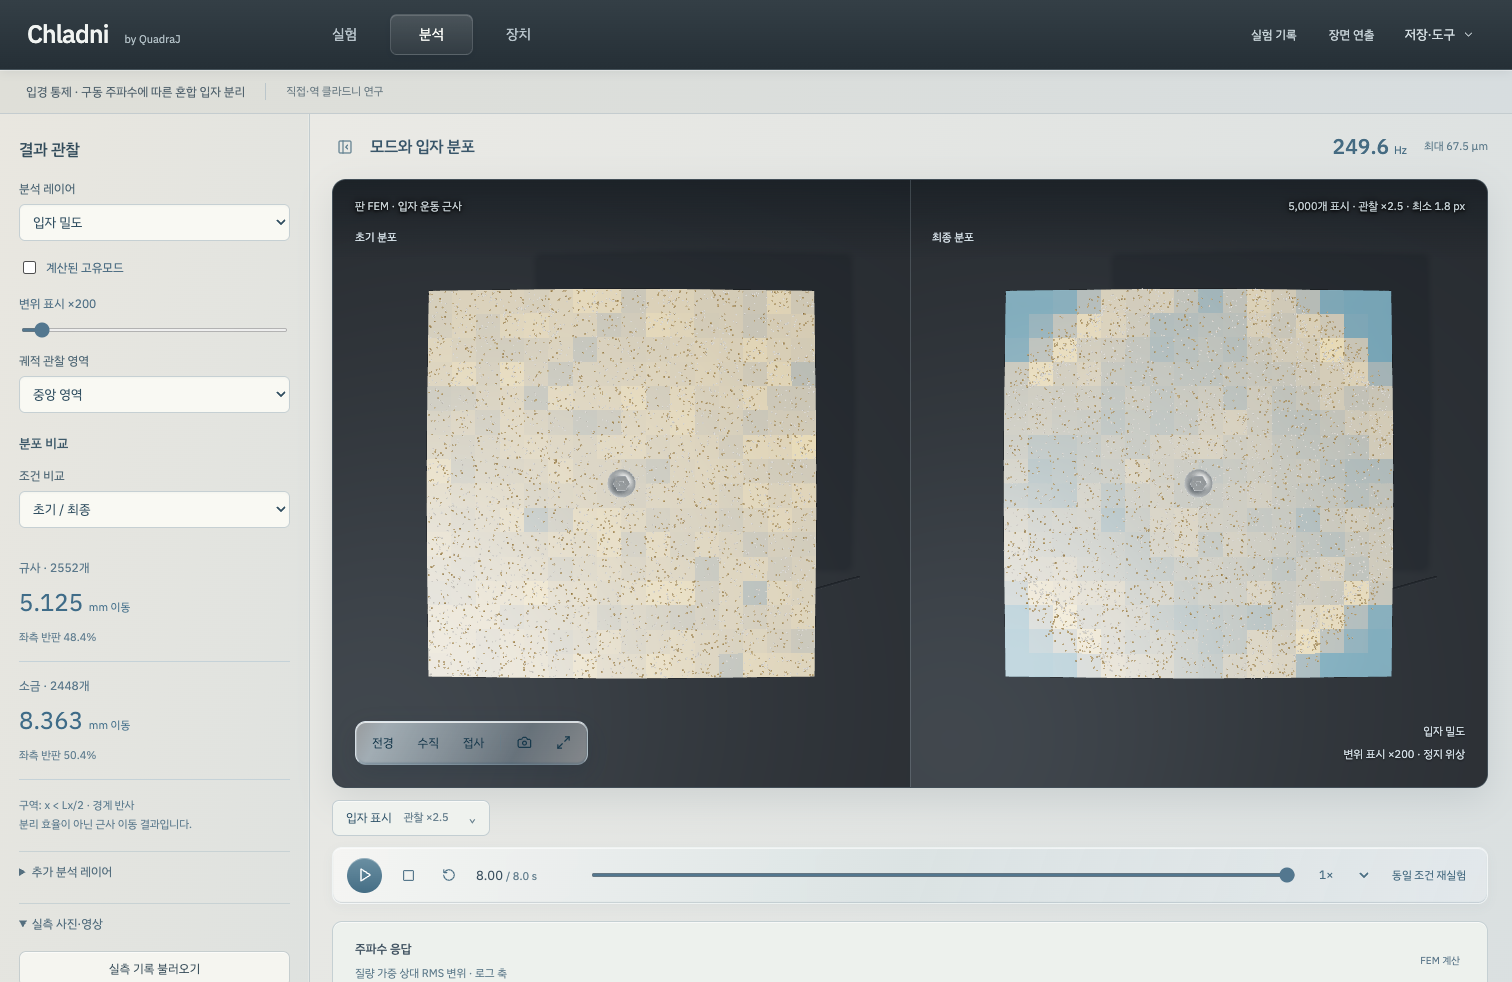 Chladni by QuadraJ
실험
분석
장치
실험 기록
장면 연출
저장·도구
입경 통제 · 구동 주파수에 따른 혼합 입자 분리
직접·역 클라드니 연구
결과 관찰
분석 레이어
입자 밀도
계산된 고유모드
변위 표시 ×200
궤적 관찰 영역
중앙 영역
분포 비교
조건 비교
초기 / 최종
규사 · 2552개
5.125 mm 이동
좌측 반판 48.4%
소금 · 2448개
8.363 mm 이동
좌측 반판 50.4%
구역: x < Lx/2 · 경계 반사
분리 효율이 아닌 근사 이동 결과입니다.
추가 분석 레이어
실측 사진·영상
실측 기록 불러오기
모드와 입자 분포
249.6 Hz
최대 67.5 μm
판 FEM · 입자 운동 근사
5,000개 표시 · 관찰 ×2.5 · 최소 1.8 px
초기 분포
최종 분포
전경
수직
접사
입자 밀도
변위 표시 ×200 · 정지 위상
입자 표시 관찰 ×2.5
8.00 / 8.0 s
1×
동일 조건 재실험
주파수 응답
질량 가중 상대 RMS 변위 · 로그 축
FEM 계산